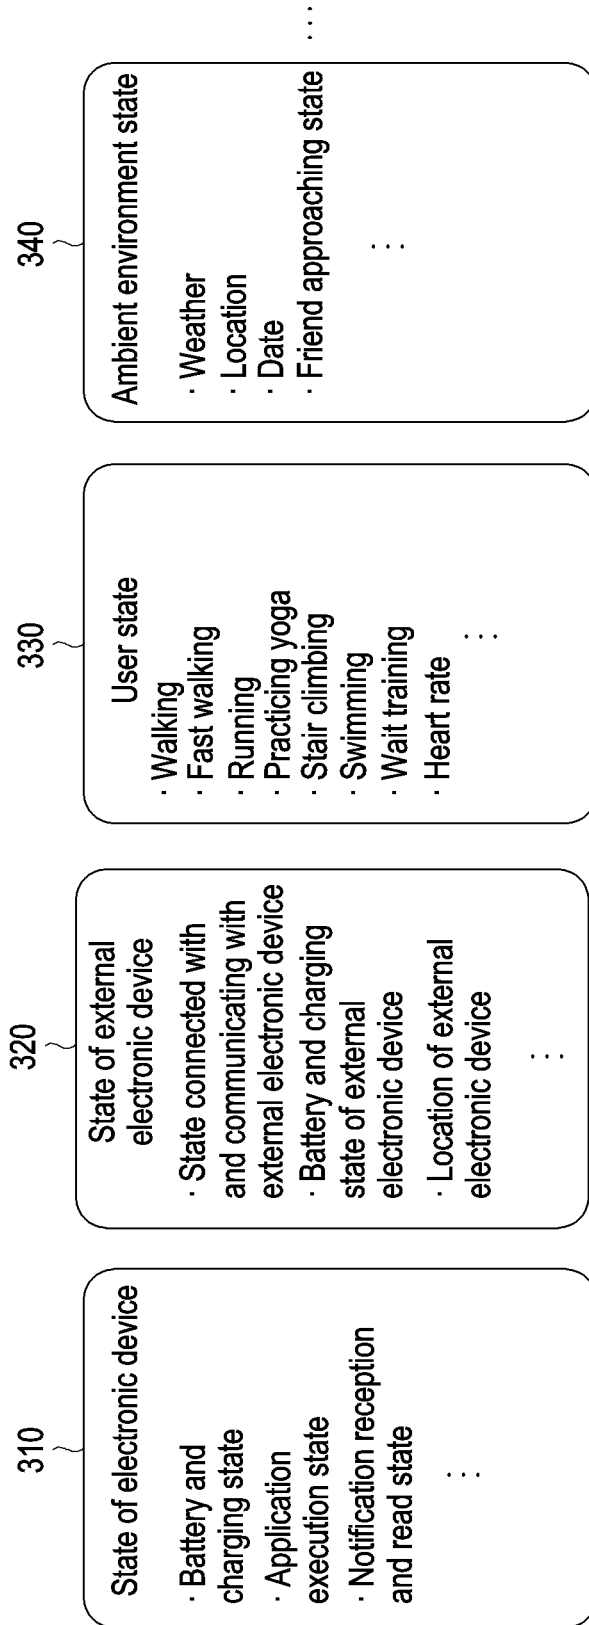 310
State of electronic device
· Battery and
charging state
· Application
execution state
· Notification reception
and read state
...
320
State of external
electronic device
· State connected with
and communicating with
external electronic device
· Battery and charging
state of external
electronic device
· Location of external
electronic device
...
330
User state
· Walking
· Fast walking
· Running
· Practicing yoga
· Stair climbing
· Swimming
· Wait training
· Heart rate
...
340
Ambient environment state
· Weather
· Location
· Date
· Friend approaching state
...
...